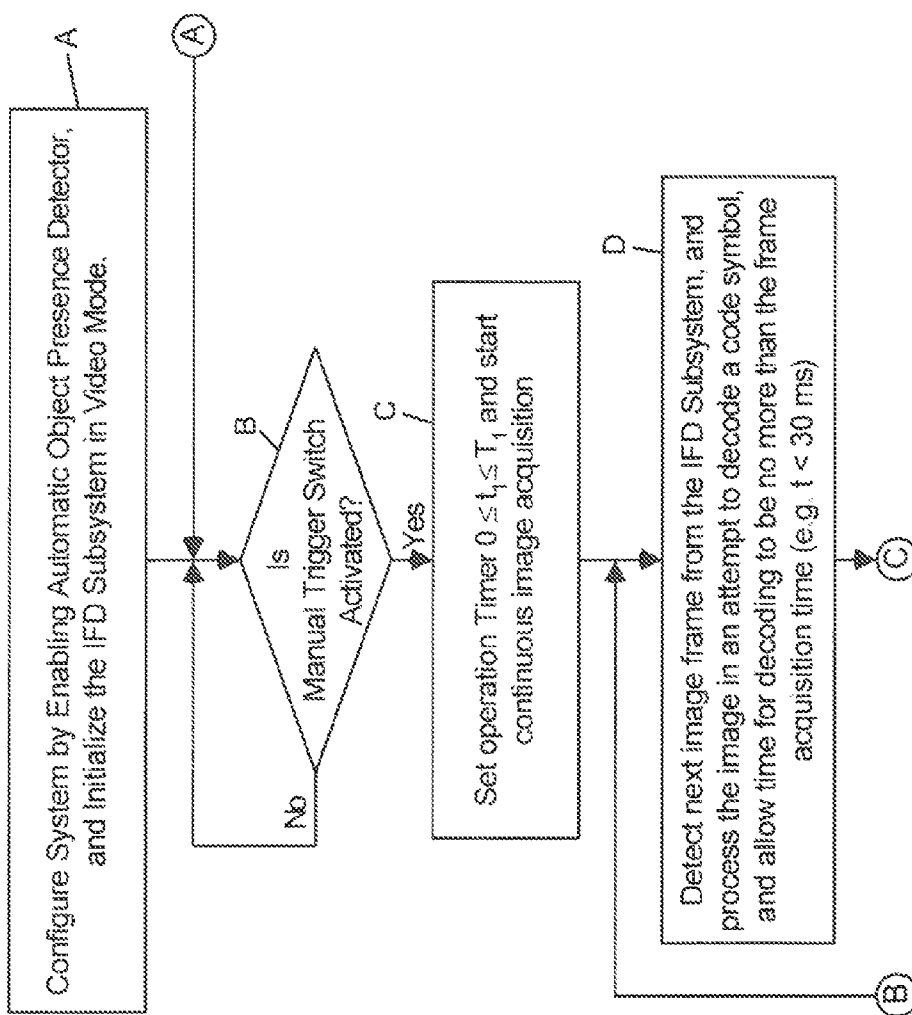 Configure System by Enabling Automatic Object Presence Detector,
and Initialize the IFD Subsystem in Video Mode.
A
A
B
Is
Manual Trigger Switch
Activated?
No
Yes
C
Set operation Timer 0 ≤ t₁ ≤ T₁ and start
continuous image acquisition
D
Detect next image frame from the IFD Subsystem, and
process the image in an attempt to decode a code symbol,
and allow time for decoding to be no more than the frame
acquisition time (e.g. t < 30 ms)
B
C